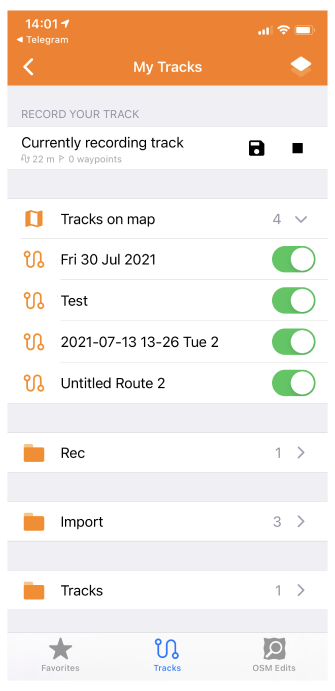 14:01
◀ Telegram
My Tracks
RECORD YOUR TRACK
Currently recording track
22 m 0 waypoints
Tracks on map 4
Fri 30 Jul 2021
Test
2021-07-13 13-26 Tue 2
Untitled Route 2
Rec 1
Import 3
Tracks 1
Favorites Tracks OSM Edits